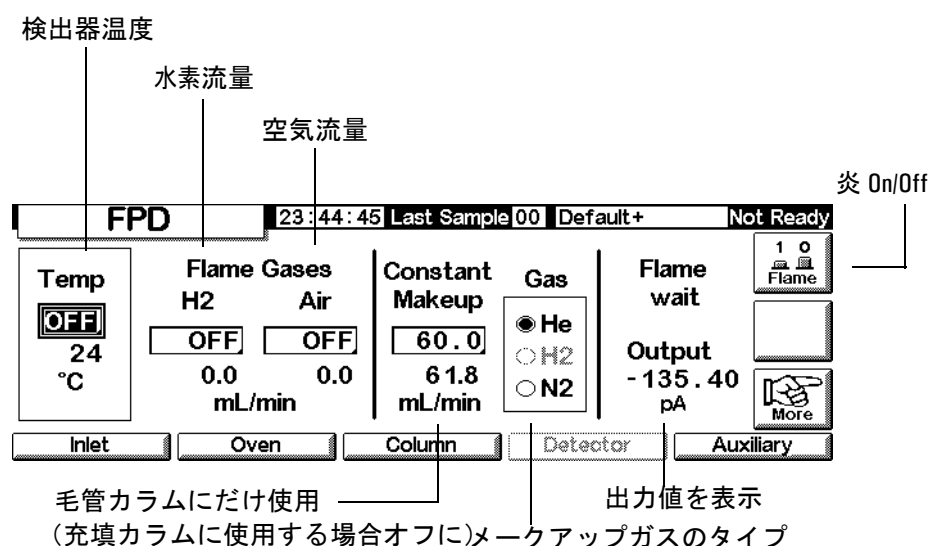 検出器温度
水素流量
空気流量
炎 On/Off
FPD 23:44:45 Last Sample 00 Default+ Not Ready
Temp
OFF
24
°C
Flame Gases
H2 Air
OFF OFF
0.0 0.0
mL/min
Constant
Makeup
60.0
61.8
mL/min
Gas
He
H2
N2
Flame
wait
Output
-135.40
pA
1 0
Flame
More
Inlet Oven Column Detector Auxiliary
毛管カラムにだけ使用
(充填カラムに使用する場合オフに)
出力値を表示
メークアップガスのタイプ